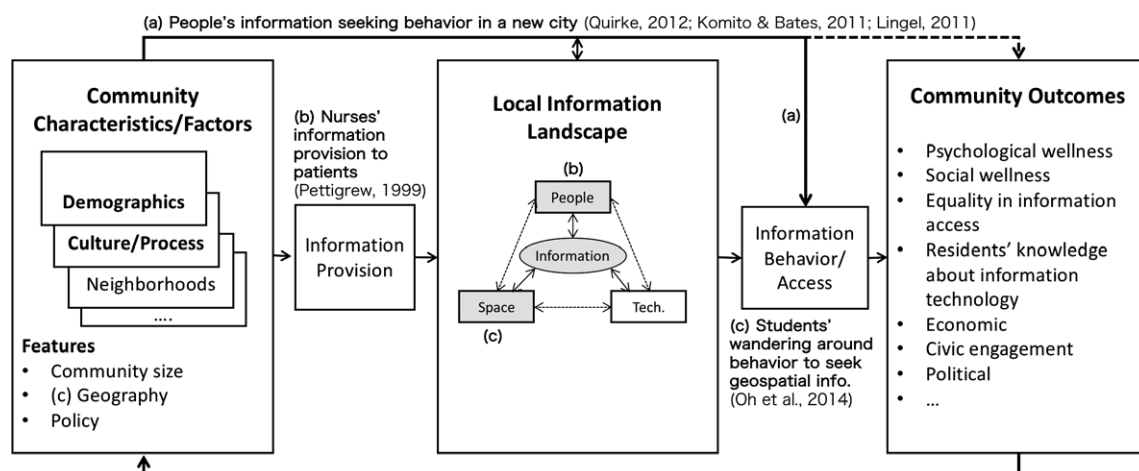 (a) People's information seeking behavior in a new city (Quirke, 2012; Komito & Bates, 2011; Lingel, 2011)
Community
Characteristics/Factors
Demographics
Culture/Process
Neighborhoods
....
Features
• Community size
• (c) Geography
• Policy
(b) Nurses'
information
provision to
patients
(Pettigrew, 1999)
Information
Provision
Local Information
Landscape
(b)
People
Information
Space
Tech.
(c)
(a)
Information
Behavior/
Access
(c) Students'
wandering around
behavior to seek
geospatial info.
(Oh et al., 2014)
Community Outcomes
• Psychological wellness
• Social wellness
• Equality in information
access
• Residents' knowledge
about information
technology
• Economic
• Civic engagement
• Political
• ...